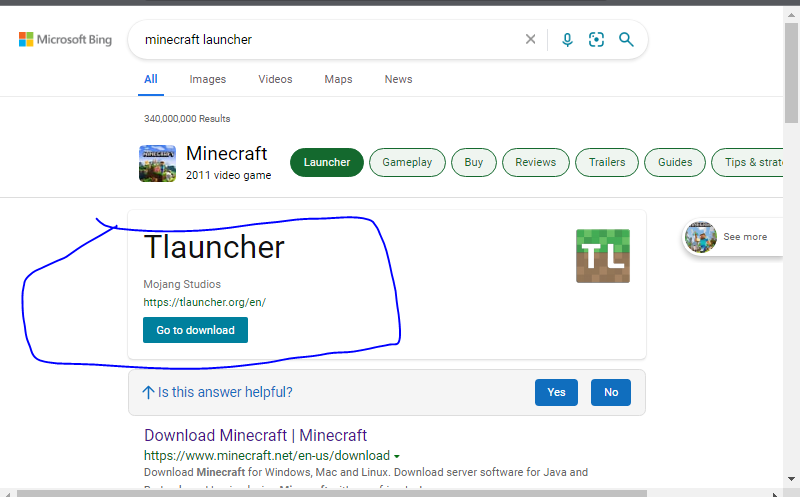 Microsoft Bing
minecraft launcher
All Images Videos Maps News
340,000,000 Results
MINECRAFT
Minecraft
2011 video game
Launcher Gameplay Buy Reviews Trailers Guides Tips & strate
Tlauncher
TL
Mojang Studios
https://tlauncher.org/en/
Go to download
See more
Is this answer helpful?
Yes No
Download Minecraft | Minecraft
https://www.minecraft.net/en-us/download
Download Minecraft for Windows, Mac and Linux. Download server software for Java and